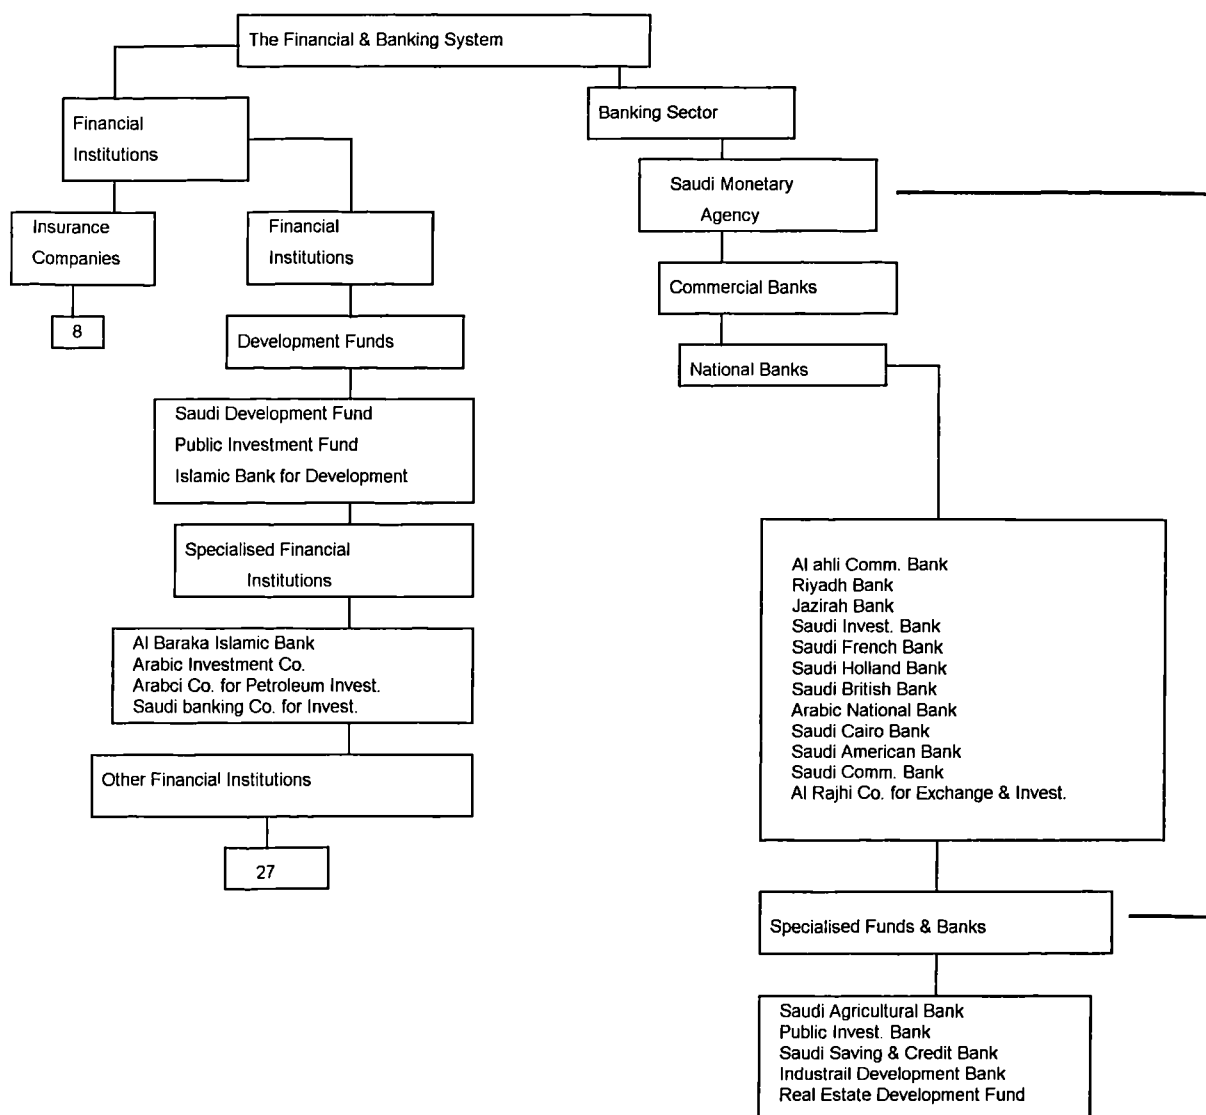 The Financial & Banking System
Financial
Institutions
Banking Sector
Saudi Monetary
Agency
Insurance
Companies
Financial
Institutions
Commercial Banks
8
Development Funds
National Banks
Saudi Development Fund
Public Investment Fund
Islamic Bank for Development
Specialised Financial
Institutions
Al Baraka Islamic Bank
Arabic Investment Co.
Arabci Co. for Petroleum Invest.
Saudi banking Co. for Invest.
Other Financial Institutions
27
Al ahli Comm. Bank
Riyadh Bank
Jazirah Bank
Saudi Invest. Bank
Saudi French Bank
Saudi Holland Bank
Saudi British Bank
Arabic National Bank
Saudi Cairo Bank
Saudi American Bank
Saudi Comm. Bank
Al Rajhi Co. for Exchange & Invest.
Specialised Funds & Banks
Saudi Agricultural Bank
Public Invest. Bank
Saudi Saving & Credit Bank
Industrail Development Bank
Real Estate Development Fund